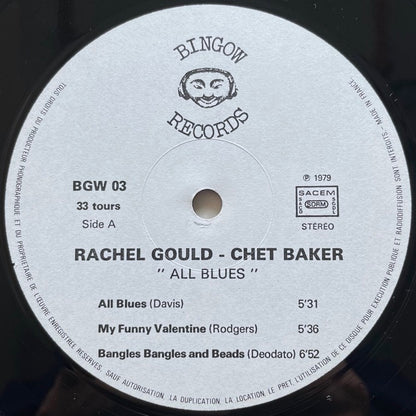 BINGOW
RECORDS
BGW 03
33 tours
Side A
℗ 1979
SACEM
SACD
SDRM
SGDL
STÉREO
RACHEL GOULD - CHET BAKER
" ALL BLUES "
All Blues (Davis) 5'31
My Funny Valentine (Rodgers) 5'36
Bangles Bangles and Beads (Deodato) 6'52
TOUS DROITS DU PRODUCTEUR PHONOGRAPHIQUE ET DU PROPRIETAIRE DE L'ŒUVRE ENREGISTREE RESERVES. SAUF AUTORISATION. LA DUPLICATION, LA LOCATION, LE PRET, L'UTILISATION DE CE DISQUE POUR EXECUTION PUBLIQUE ET RADIODIFFUSION SONT INTERDITS - MADE IN FRANCE.